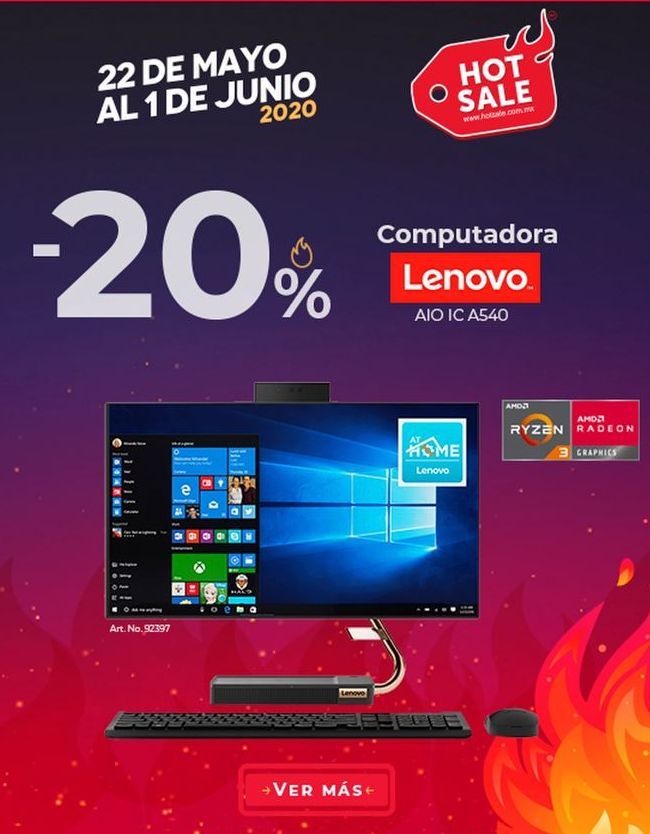 22 DE MAYO
AL 1 DE JUNIO
2020
HOT
SALE
www.hotsale.com.mx
-20%
Computadora
Lenovo
AIO IC A540
AT
HOME
Lenovo
AMD
RYZEN
3
AMD
RADEON
GRAPHICS
Art. No. 92397
Lenovo
VER MÁS